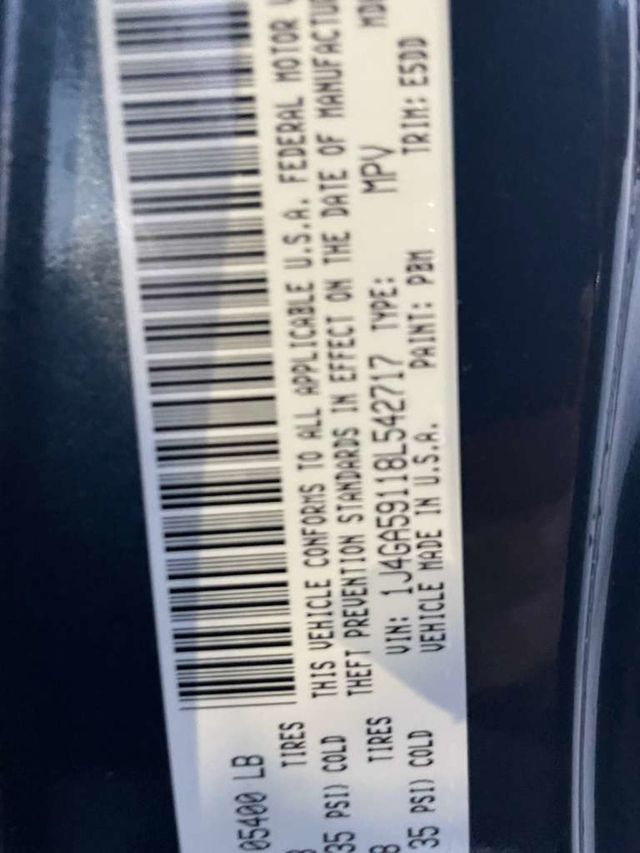 05400 LB
TIRES
35 PSI) COLD
TIRES
35 PSI) COLD
THIS VEHICLE CONFORMS TO ALL APPLICABLE U.S.A. FEDERAL MOTOR
THEFT PREVENTION STANDARDS IN EFFECT ON THE DATE OF MANUFACTUR
VIN: 1J4GA59118L542717 TYPE: MPV
VEHICLE MADE IN U.S.A. PAINT: PBM TRIM: E5DD